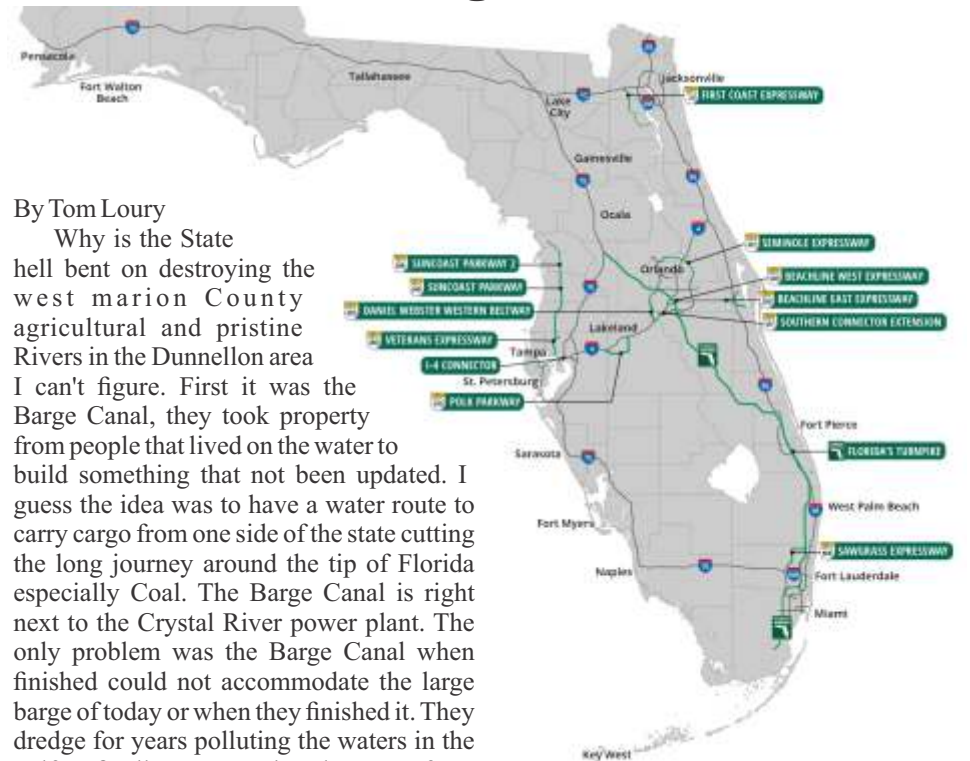 Pensacola
Fort Walton
Beach
Tallahassee
Lake
City
Jacksonville
FIRST COAST EXPRESSWAY
Gainesville
Ocala
By Tom Loury
Why is the State
hell bent on destroying the
west marion County
agricultural and pristine
Rivers in the Dunnellon area
I can't figure. First it was the
Barge Canal, they took property
from people that lived on the water to
build something that not been updated. I
guess the idea was to have a water route to
carry cargo from one side of the state cutting
the long journey around the tip of Florida
especially Coal. The Barge Canal is right
next to the Crystal River power plant. The
only problem was the Barge Canal when
finished could not accommodate the large
barge of today or when they finished it. They
dredge for years polluting the waters in the
SUNCOAST PARKWAY 2
SUNCOAST PARKWAY
DANIEL WEBSTER WESTERN BELTWAY
VETERANS EXPRESSWAY
I-4 CONNECTOR
POLK PARKWAY
Orlando
SEMINOLE EXPRESSWAY
BEACHLINE WEST EXPRESSWAY
BEACHLINE EAST EXPRESSWAY
SOUTHERN CONNECTOR EXTENSION
Lakeland
Tampa
St. Petersburg
Sarasota
Fort Pierce
FLORIDA'S TURNPIKE
Fort Myers
West Palm Beach
SAWGRASS EXPRESSWAY
Naples
Fort Lauderdale
Miami
Key West